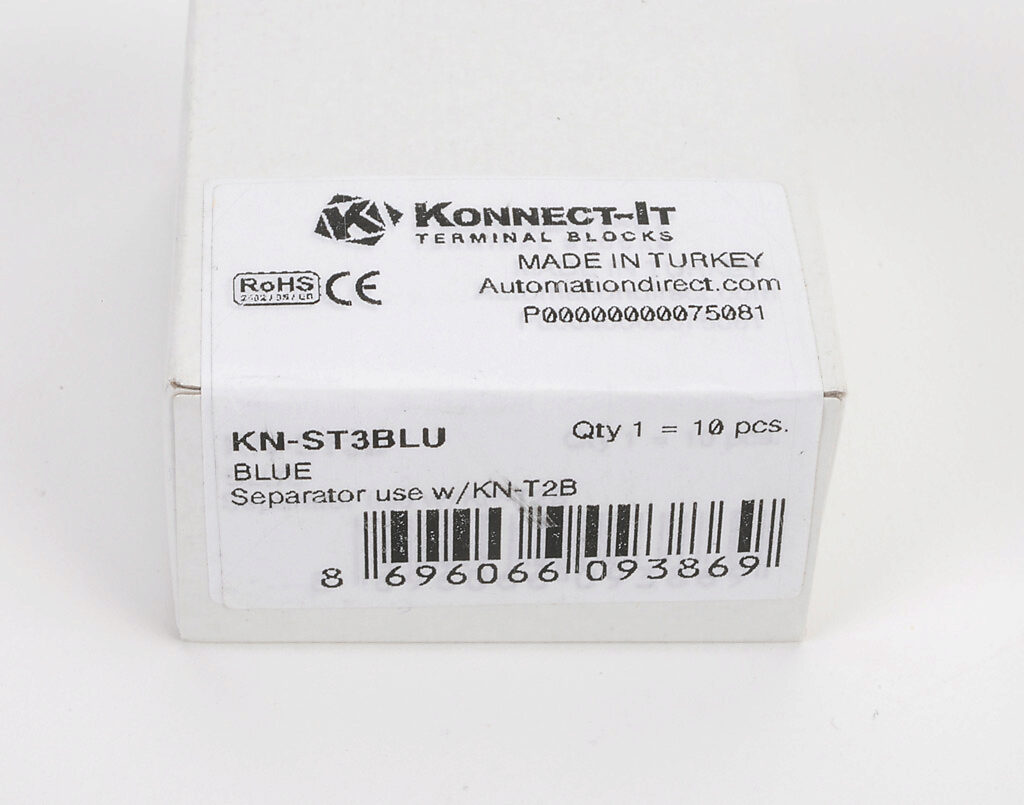 KONNECT-IT
TERMINAL BLOCKS
MADE IN TURKEY
RoHS CE
Automationdirect.com
P00000000075081
KN-ST3BLU
Qty 1 = 10 pcs.
BLUE
Separator use w/KN-T2B
8 696066 093869